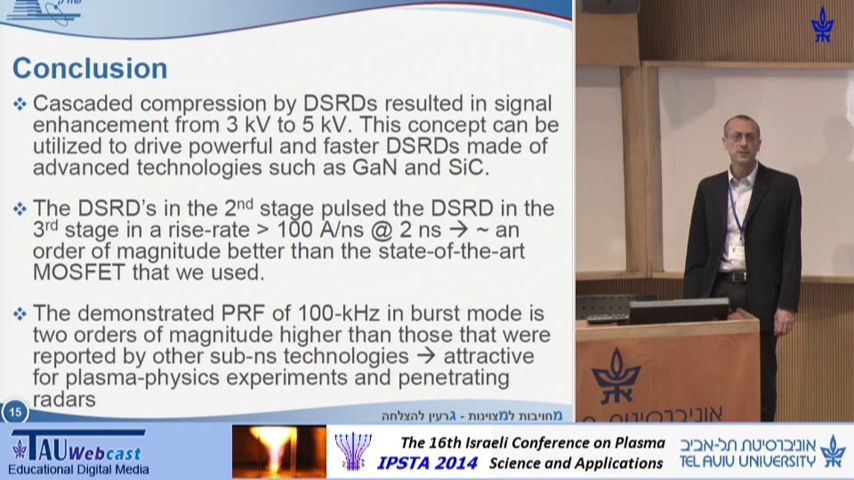 Conclusion
❖ Cascaded compression by DSRDs resulted in signal
enhancement from 3 kV to 5 kV. This concept can be
utilized to drive powerful and faster DSRDs made of
advanced technologies such as GaN and SiC.
❖ The DSRD's in the 2nd stage pulsed the DSRD in the
3rd stage in a rise-rate > 100 A/ns @ 2 ns → ~ an
order of magnitude better than the state-of-the-art
MOSFET that we used.
❖ The demonstrated PRF of 100-kHz in burst mode is
two orders of magnitude higher than those that were
reported by other sub-ns technologies → attractive
for plasma-physics experiments and penetrating
radars
15
מחויבות למצוינות - גרעין להצלחה
אוניברסיטת
TAU Webcast
Educational Digital Media
The 16th Israeli Conference on Plasma
IPSTA 2014 Science and Applications
אוניברסיטת תל-אביב
TEL AVIV UNIVERSITY